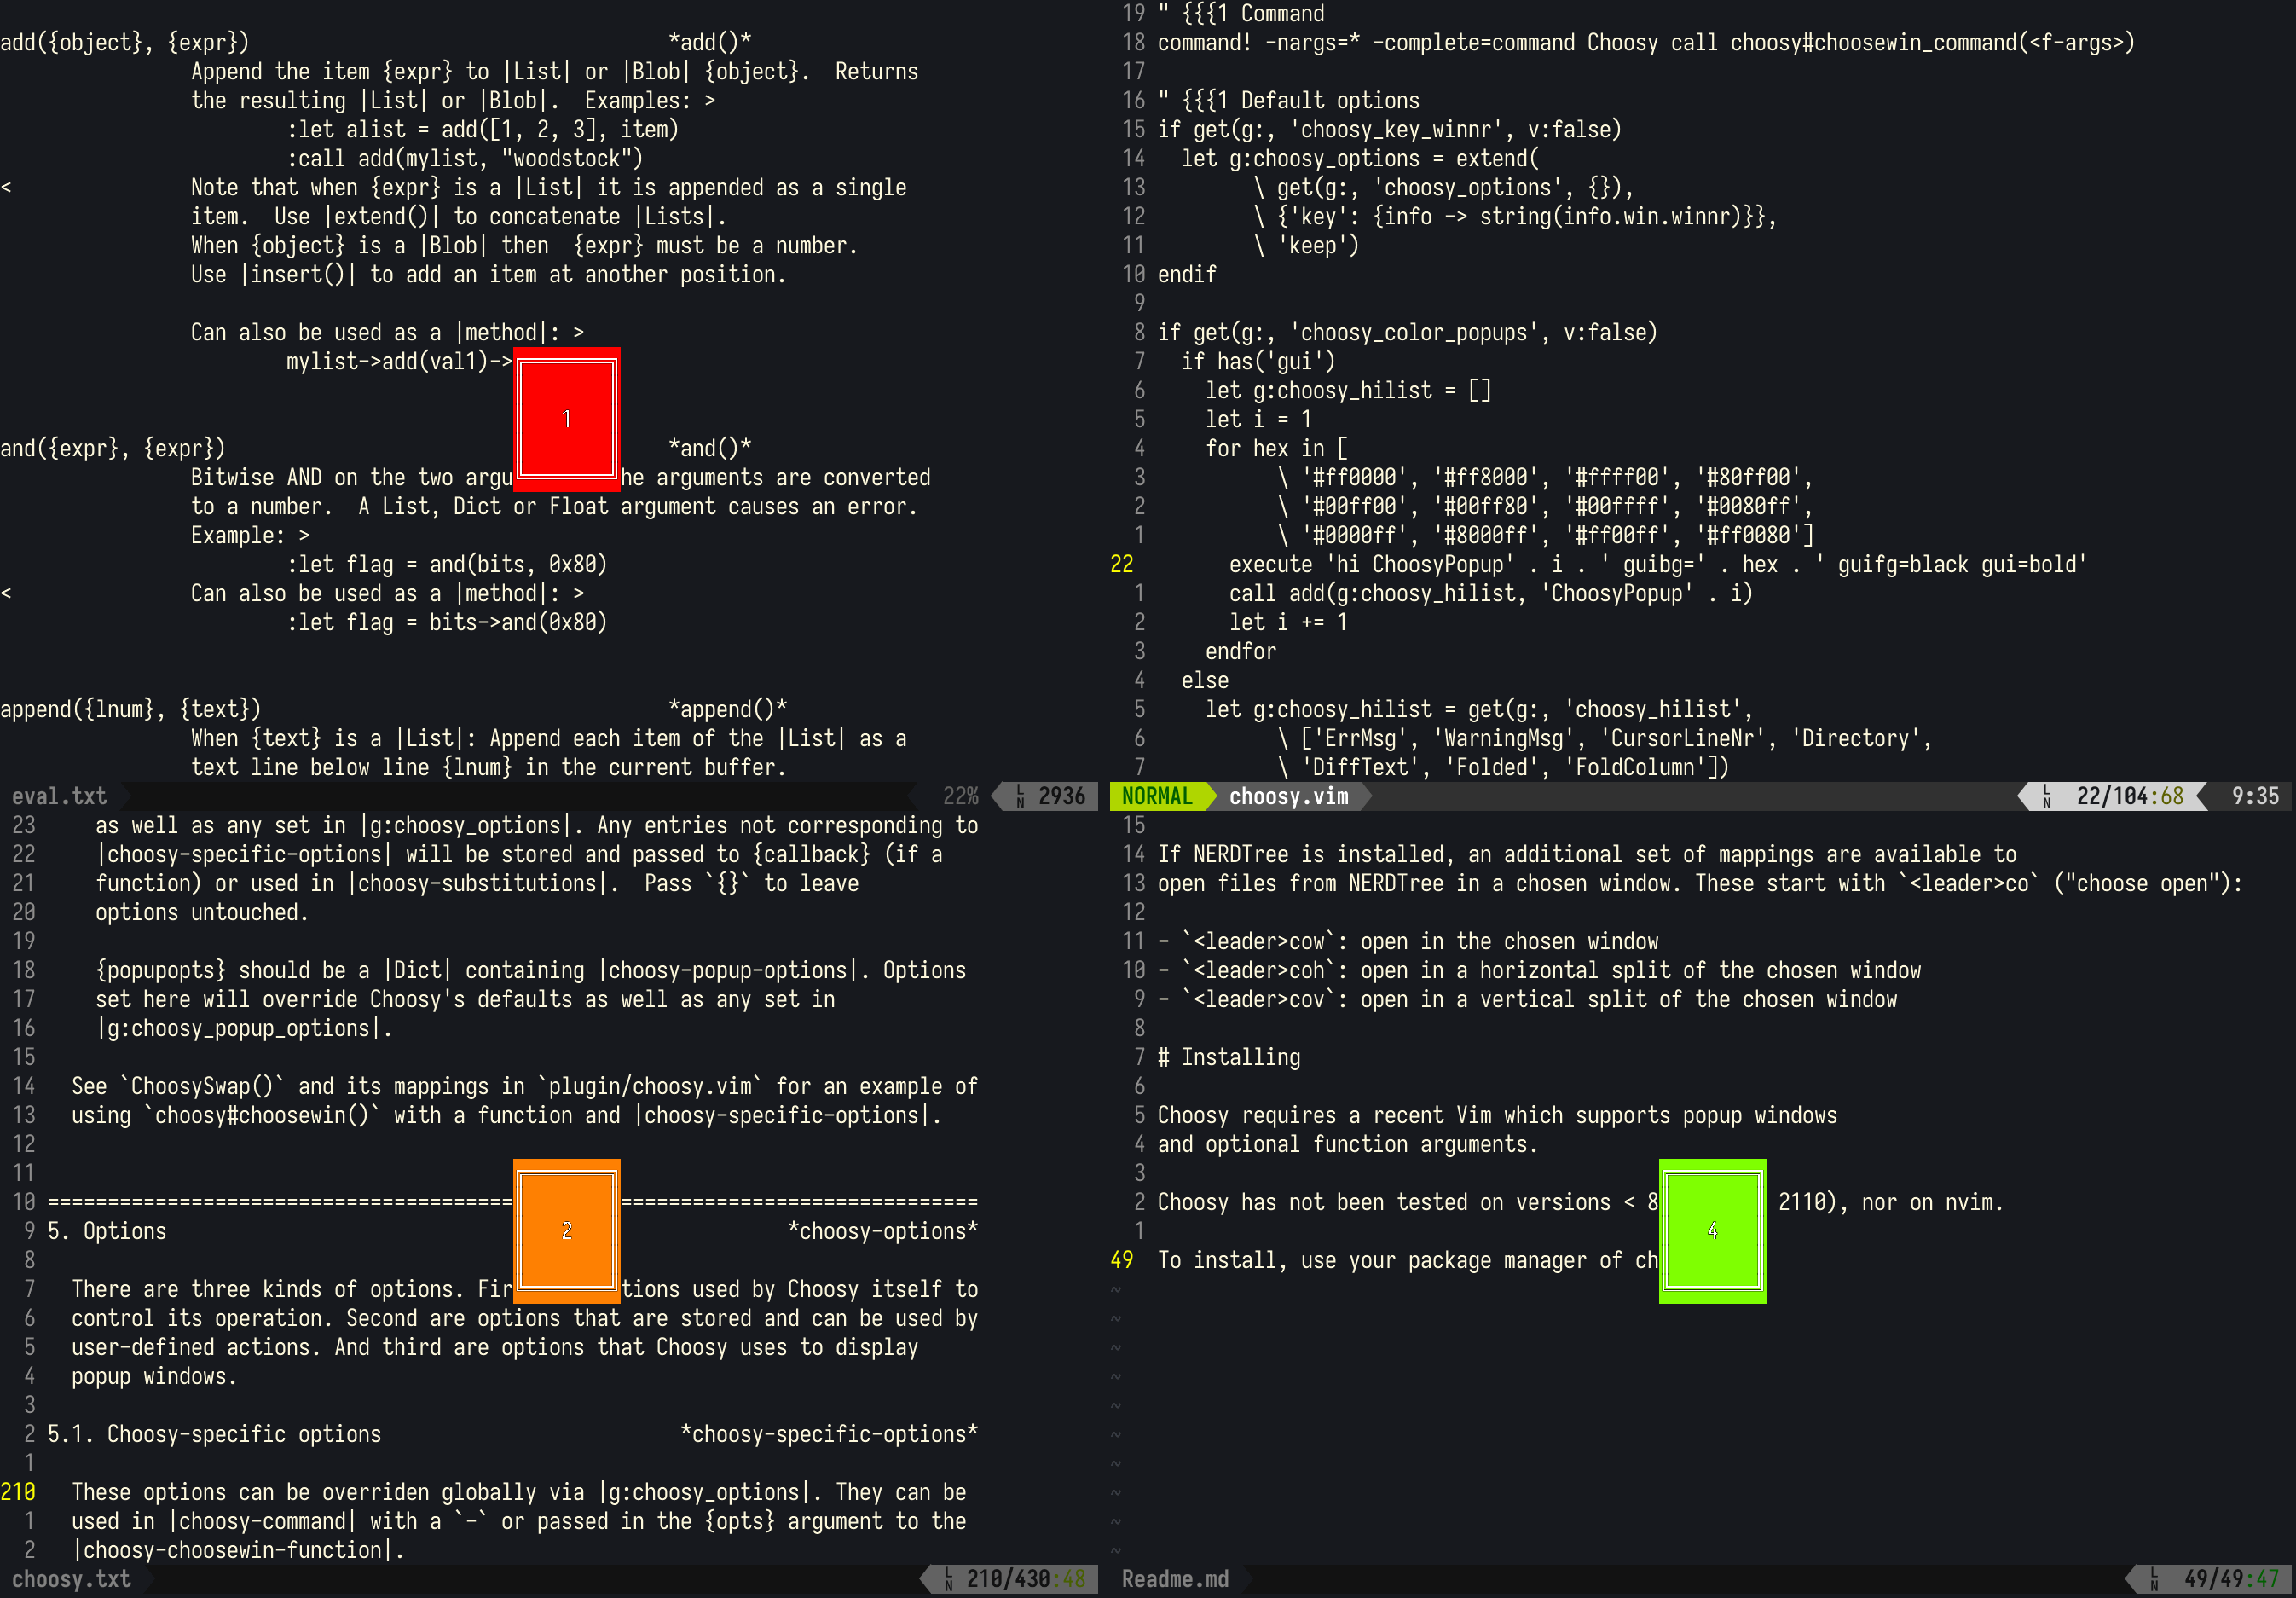 add({object}, {expr})                                   *add()*
                Append the item {expr} to |List| or |Blob| {object}.  Returns
                the resulting |List| or |Blob|.  Examples: >
                        :let alist = add([1, 2, 3], item)
                        :call add(mylist, "woodstock")
<               Note that when {expr} is a |List| it is appended as a single
                item.  Use |extend()| to concatenate |Lists|.
                When {object} is a |Blob| then  {expr} must be a number.
                Use |insert()| to add an item at another position.
                Can also be used as a |method|: >
                        mylist->add(val1)->
1
and({expr}, {expr})                                     *and()*
                Bitwise AND on the two argu         he arguments are converted
                to a number.  A List, Dict or Float argument causes an error.
                Example: >
                        :let flag = and(bits, 0x80)
<               Can also be used as a |method|: >
                        :let flag = bits->and(0x80)
append({lnum}, {text})                                  *append()*
                When {text} is a |List|: Append each item of the |List| as a
                text line below line {lnum} in the current buffer.
eval.txt 22% LN 2936
19 " {{{1 Command
18 command! -nargs=* -complete=command Choosy call choosy#choosewin_command(<f-args>)
17
16 " {{{1 Default options
15 if get(g:, 'choosy_key_winnr', v:false)
14   let g:choosy_options = extend(
13         \ get(g:, 'choosy_options', {}),
12         \ {'key': {info -> string(info.win.winnr)}},
11         \ 'keep')
10 endif
9
8 if get(g:, 'choosy_color_popups', v:false)
7   if has('gui')
6     let g:choosy_hilist = []
5     let i = 1
4     for hex in [
3           \ '#ff0000', '#ff8000', '#ffff00', '#80ff00',
2           \ '#00ff00', '#00ff80', '#00ffff', '#0080ff',
1           \ '#0000ff', '#8000ff', '#ff00ff', '#ff0080']
22      execute 'hi ChoosyPopup' . i . ' guibg=' . hex . ' guifg=black gui=bold'
1       call add(g:choosy_hilist, 'ChoosyPopup' . i)
2       let i += 1
3     endfor
4   else
5     let g:choosy_hilist = get(g:, 'choosy_hilist',
6           \ ['ErrMsg', 'WarningMsg', 'CursorLineNr', 'Directory',
7           \ 'DiffText', 'Folded', 'FoldColumn'])
NORMAL choosy.vim LN 22/104:68 9:35
23     as well as any set in |g:choosy_options|. Any entries not corresponding to
22     |choosy-specific-options| will be stored and passed to {callback} (if a
21     function) or used in |choosy-substitutions|.  Pass `{}` to leave
20     options untouched.
19
18     {popupopts} should be a |Dict| containing |choosy-popup-options|. Options
17     set here will override Choosy's defaults as well as any set in
16     |g:choosy_popup_options|.
15
14   See `ChoosySwap()` and its mappings in `plugin/choosy.vim` for an example of
13   using `choosy#choosewin()` with a function and |choosy-specific-options|.
12
11
10 =======================================         ==============================
9 5. Options                                                    *choosy-options*
2
8
7   There are three kinds of options. Fir         tions used by Choosy itself to
6   control its operation. Second are options that are stored and can be used by
5   user-defined actions. And third are options that Choosy uses to display
4   popup windows.
3
2 5.1. Choosy-specific options                         *choosy-specific-options*
1
210   These options can be overriden globally via |g:choosy_options|. They can be
1   used in |choosy-command| with a `-` or passed in the {opts} argument to the
2   |choosy-choosewin-function|.
choosy.txt LN 210/430:48
15
14 If NERDTree is installed, an additional set of mappings are available to
13 open files from NERDTree in a chosen window. These start with `<leader>co` ("choose open"):
12
11 - `<leader>cow`: open in the chosen window
10 - `<leader>coh`: open in a horizontal split of the chosen window
9 - `<leader>cov`: open in a vertical split of the chosen window
8
7 # Installing
6
5 Choosy requires a recent Vim which supports popup windows
4 and optional function arguments.
3
2 Choosy has not been tested on versions < 8          2110), nor on nvim.
1
4
49 To install, use your package manager of ch
~
~
~
~
~
~
~
~
~
~
Readme.md LN 49/49:47